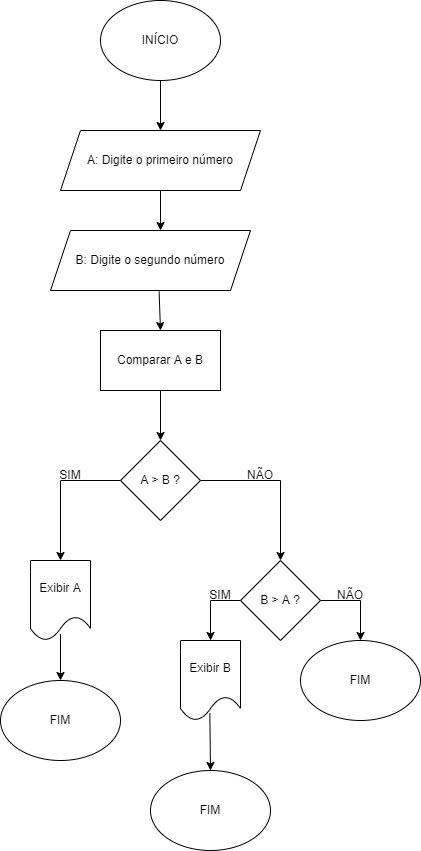 INÍCIO
A: Digite o primeiro número
B: Digite o segundo número
Comparar A e B
A > B ?
SIM
NÃO
Exibir A
FIM
B > A ?
SIM
NÃO
Exibir B
FIM
FIM